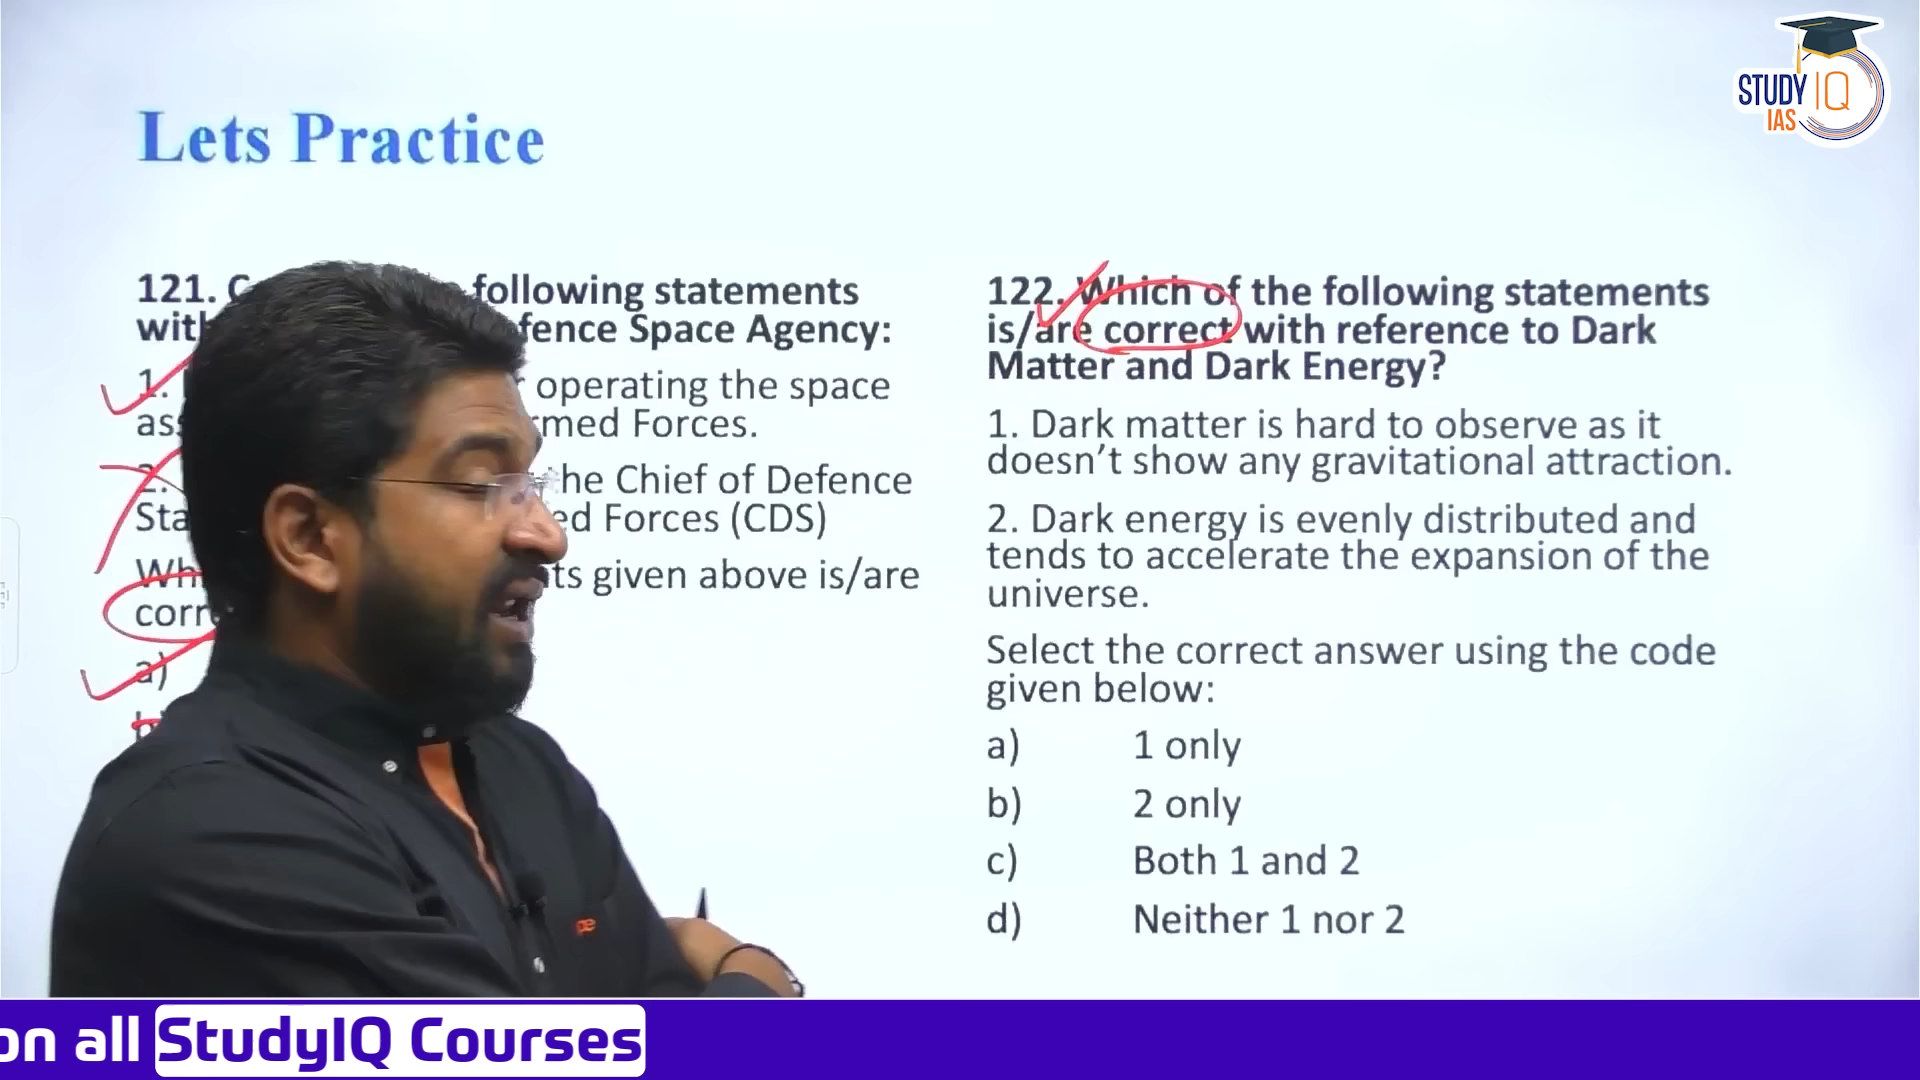 STUDY IQ
IAS
Lets Practice
121. following statements
fence Space Agency:
1. operating the space
Forces.
2. the Chief of Defence
Forces (CDS)
given above is/are
a)
122. Which of the following statements
is/are correct with reference to Dark
Matter and Dark Energy?
1. Dark matter is hard to observe as it
doesn’t show any gravitational attraction.
2. Dark energy is evenly distributed and
tends to accelerate the expansion of the
universe.
Select the correct answer using the code
given below:
a) 1 only
b) 2 only
c) Both 1 and 2
d) Neither 1 nor 2
on all StudyIQ Courses